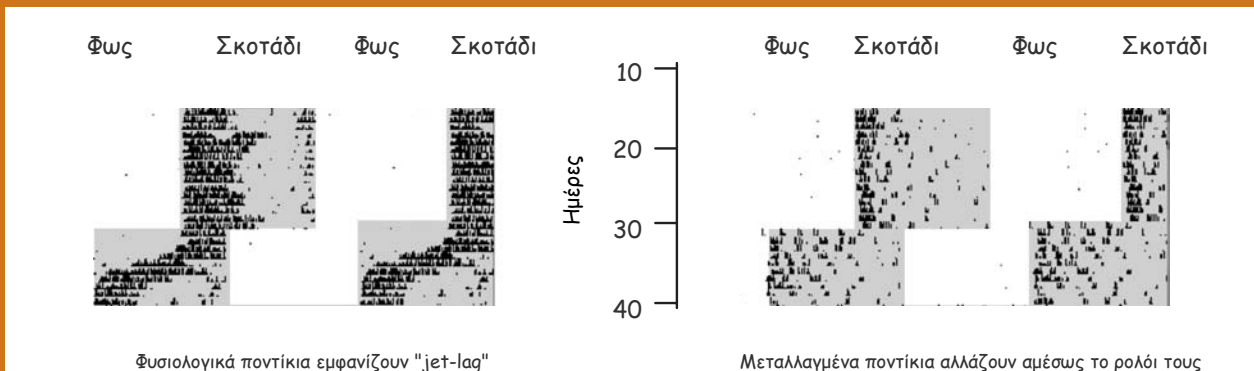 Φως Σκοτάδι Φως Σκοτάδι
Φως Σκοτάδι Φως Σκοτάδι
10
20
30
40
Ημέρες
Φυσιολογικά ποντίκια εμφανίζουν "jet-lag"
Μεταλλαγμένα ποντίκια αλλάζουν αμέσως το ρολόι τους